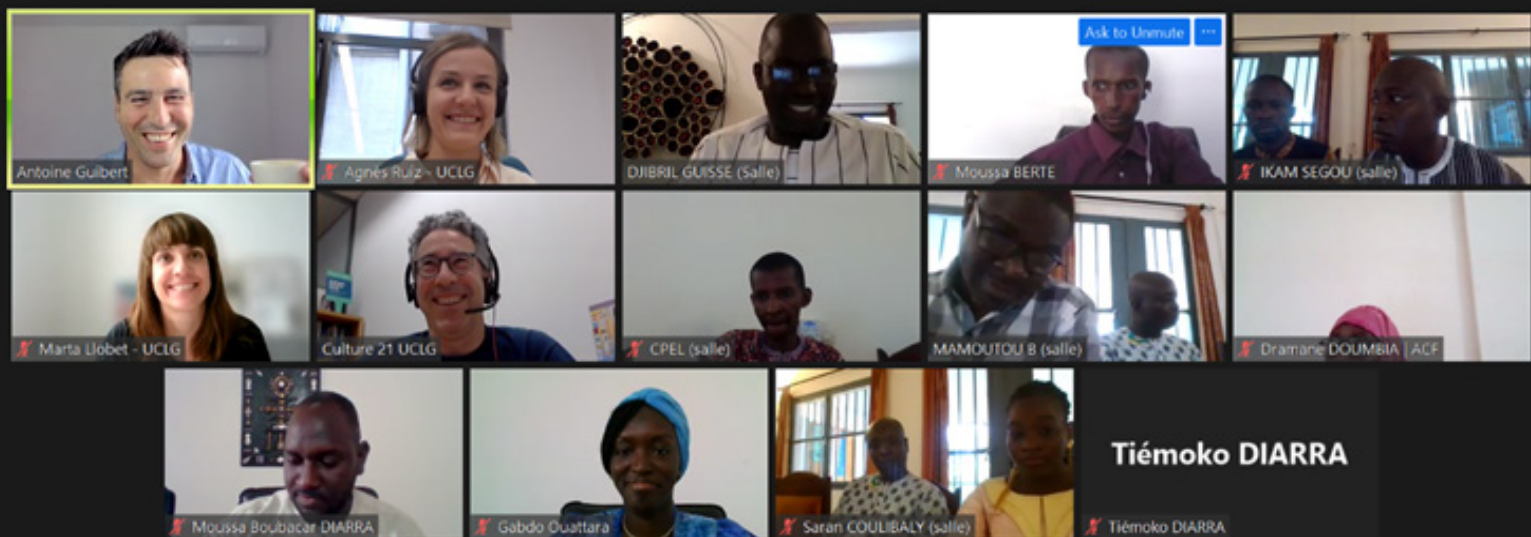 Ask to Unmute ...
Antoine Guibert
Agnès Ruiz - UCLG
DJIBRIL GUISSE (Salle)
Moussa BERTE
IKAM SEGOU (salle)
Marta Llobet - UCLG
Culture 21 UCLG
CPEL (salle)
MAMOUTOU B (salle)
Dramane DOUMBIA | ACF
Tiémoko DIARRA
Moussa Boubacar DIARRA
Gabdo Ouattara
Saran COULIBALY (salle)
Tiémoko DIARRA